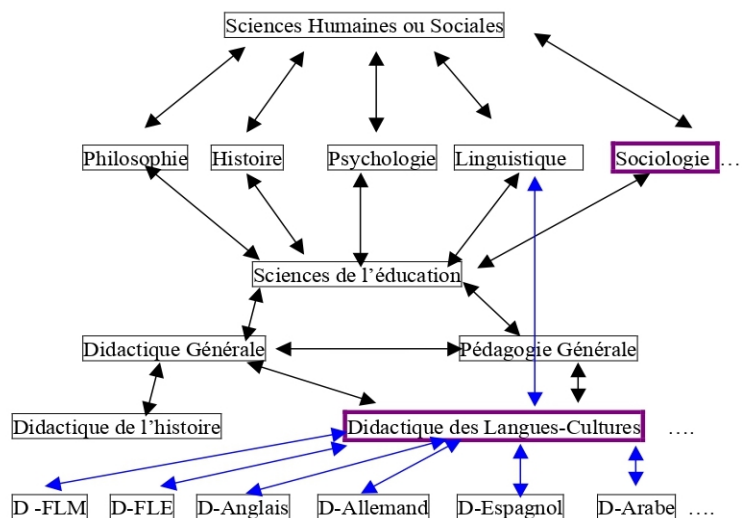 Sciences Humaines ou Sociales
Philosophie Histoire Psychologie Linguistique Sociologie ...
Sciences de l’éducation
Didactique Générale Pédagogie Générale
Didactique de l’histoire Didactique des Langues-Cultures ....
D -FLM D-FLE D-Anglais D-Allemand D-Espagnol D-Arabe ....